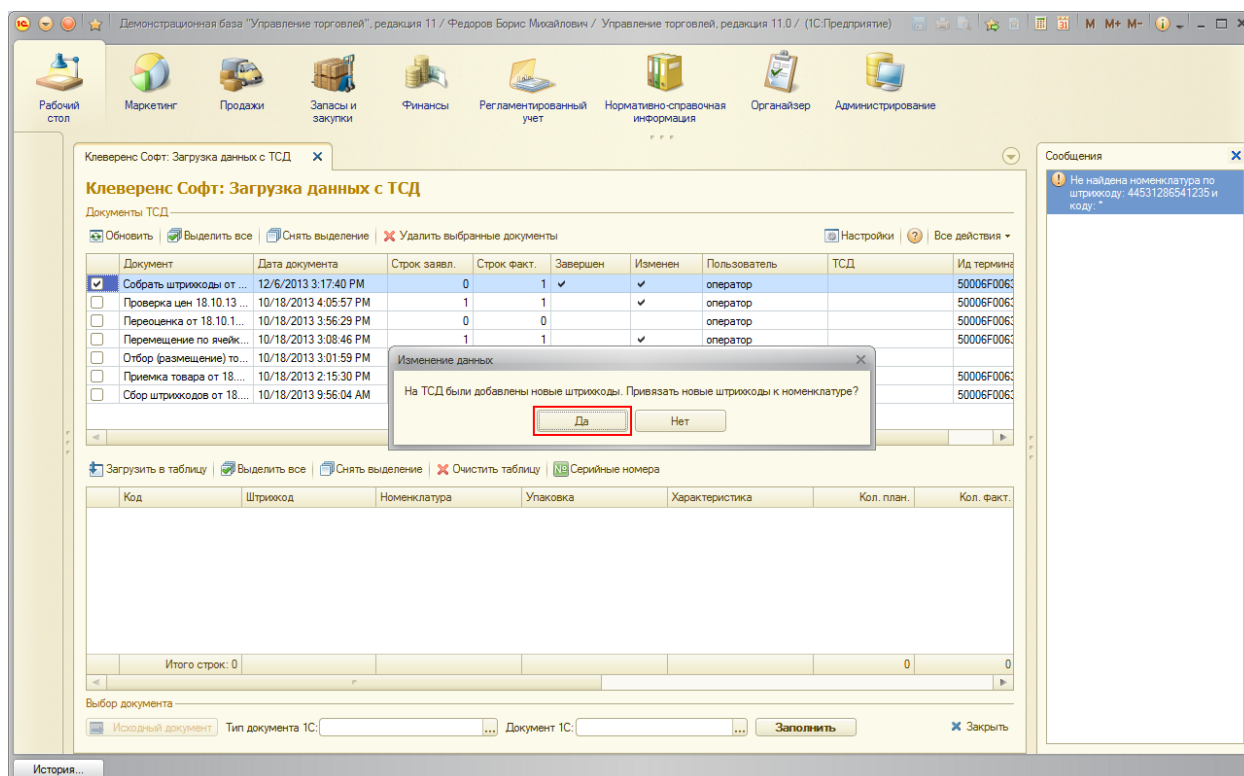 Демонстрационная база "Управление торговлей", редакция 11 / Федоров Борис Михайлович / Управление торговлей, редакция 11.0 / (1С:Предприятие)
M M+ M-
Рабочий стол
Маркетинг
Продажи
Запасы и закупки
Финансы
Регламентированный учет
Нормативно-справочная информация
Органайзер
Администрирование
Клеверенс Софт: Загрузка данных с ТСД
Клеверенс Софт: Загрузка данных с ТСД
Документы ТСД
Обновить Выделить все Снять выделение Удалить выбранные документы Настройки Все действия
Документ Дата документа Строк заявл. Строк факт. Завершен Изменен Пользователь ТСД Ид термина
Собрать штрихкоды от ... 12/6/2013 3:17:40 PM 0 1 оператор 50006F0063
Проверка цен 18.10.13 ... 10/18/2013 4:05:57 PM 1 1 оператор 50006F0063
Переоценка от 18.10.1... 10/18/2013 3:56:29 PM 0 0 оператор 50006F0063
Перемещение по ячейк... 10/18/2013 3:08:46 PM 1 1 оператор 50006F0063
Отбор (размещение) то... 10/18/2013 3:01:59 PM
Приемка товара от 18.... 10/18/2013 2:15:30 PM 50006F0063
Сбор штрихкодов от 18.... 10/18/2013 9:56:04 AM 50006F0063
Изменение данных
На ТСД были добавлены новые штрихкоды. Привязать новые штрихкоды к номенклатуре?
Да Нет
Загрузить в таблицу Выделить все Снять выделение Очистить таблицу Серийные номера
Код Штрихкод Номенклатура Упаковка Характеристика Кол. план. Кол. факт.
Итого строк: 0 0 0
Выбор документа
Исходный документ Тип документа 1С: ... Документ 1С: ... Заполнить Закрыть
Сообщения
Не найдена номенклатура по
штрихкоду: 44531286541235 и
коду: "
История...